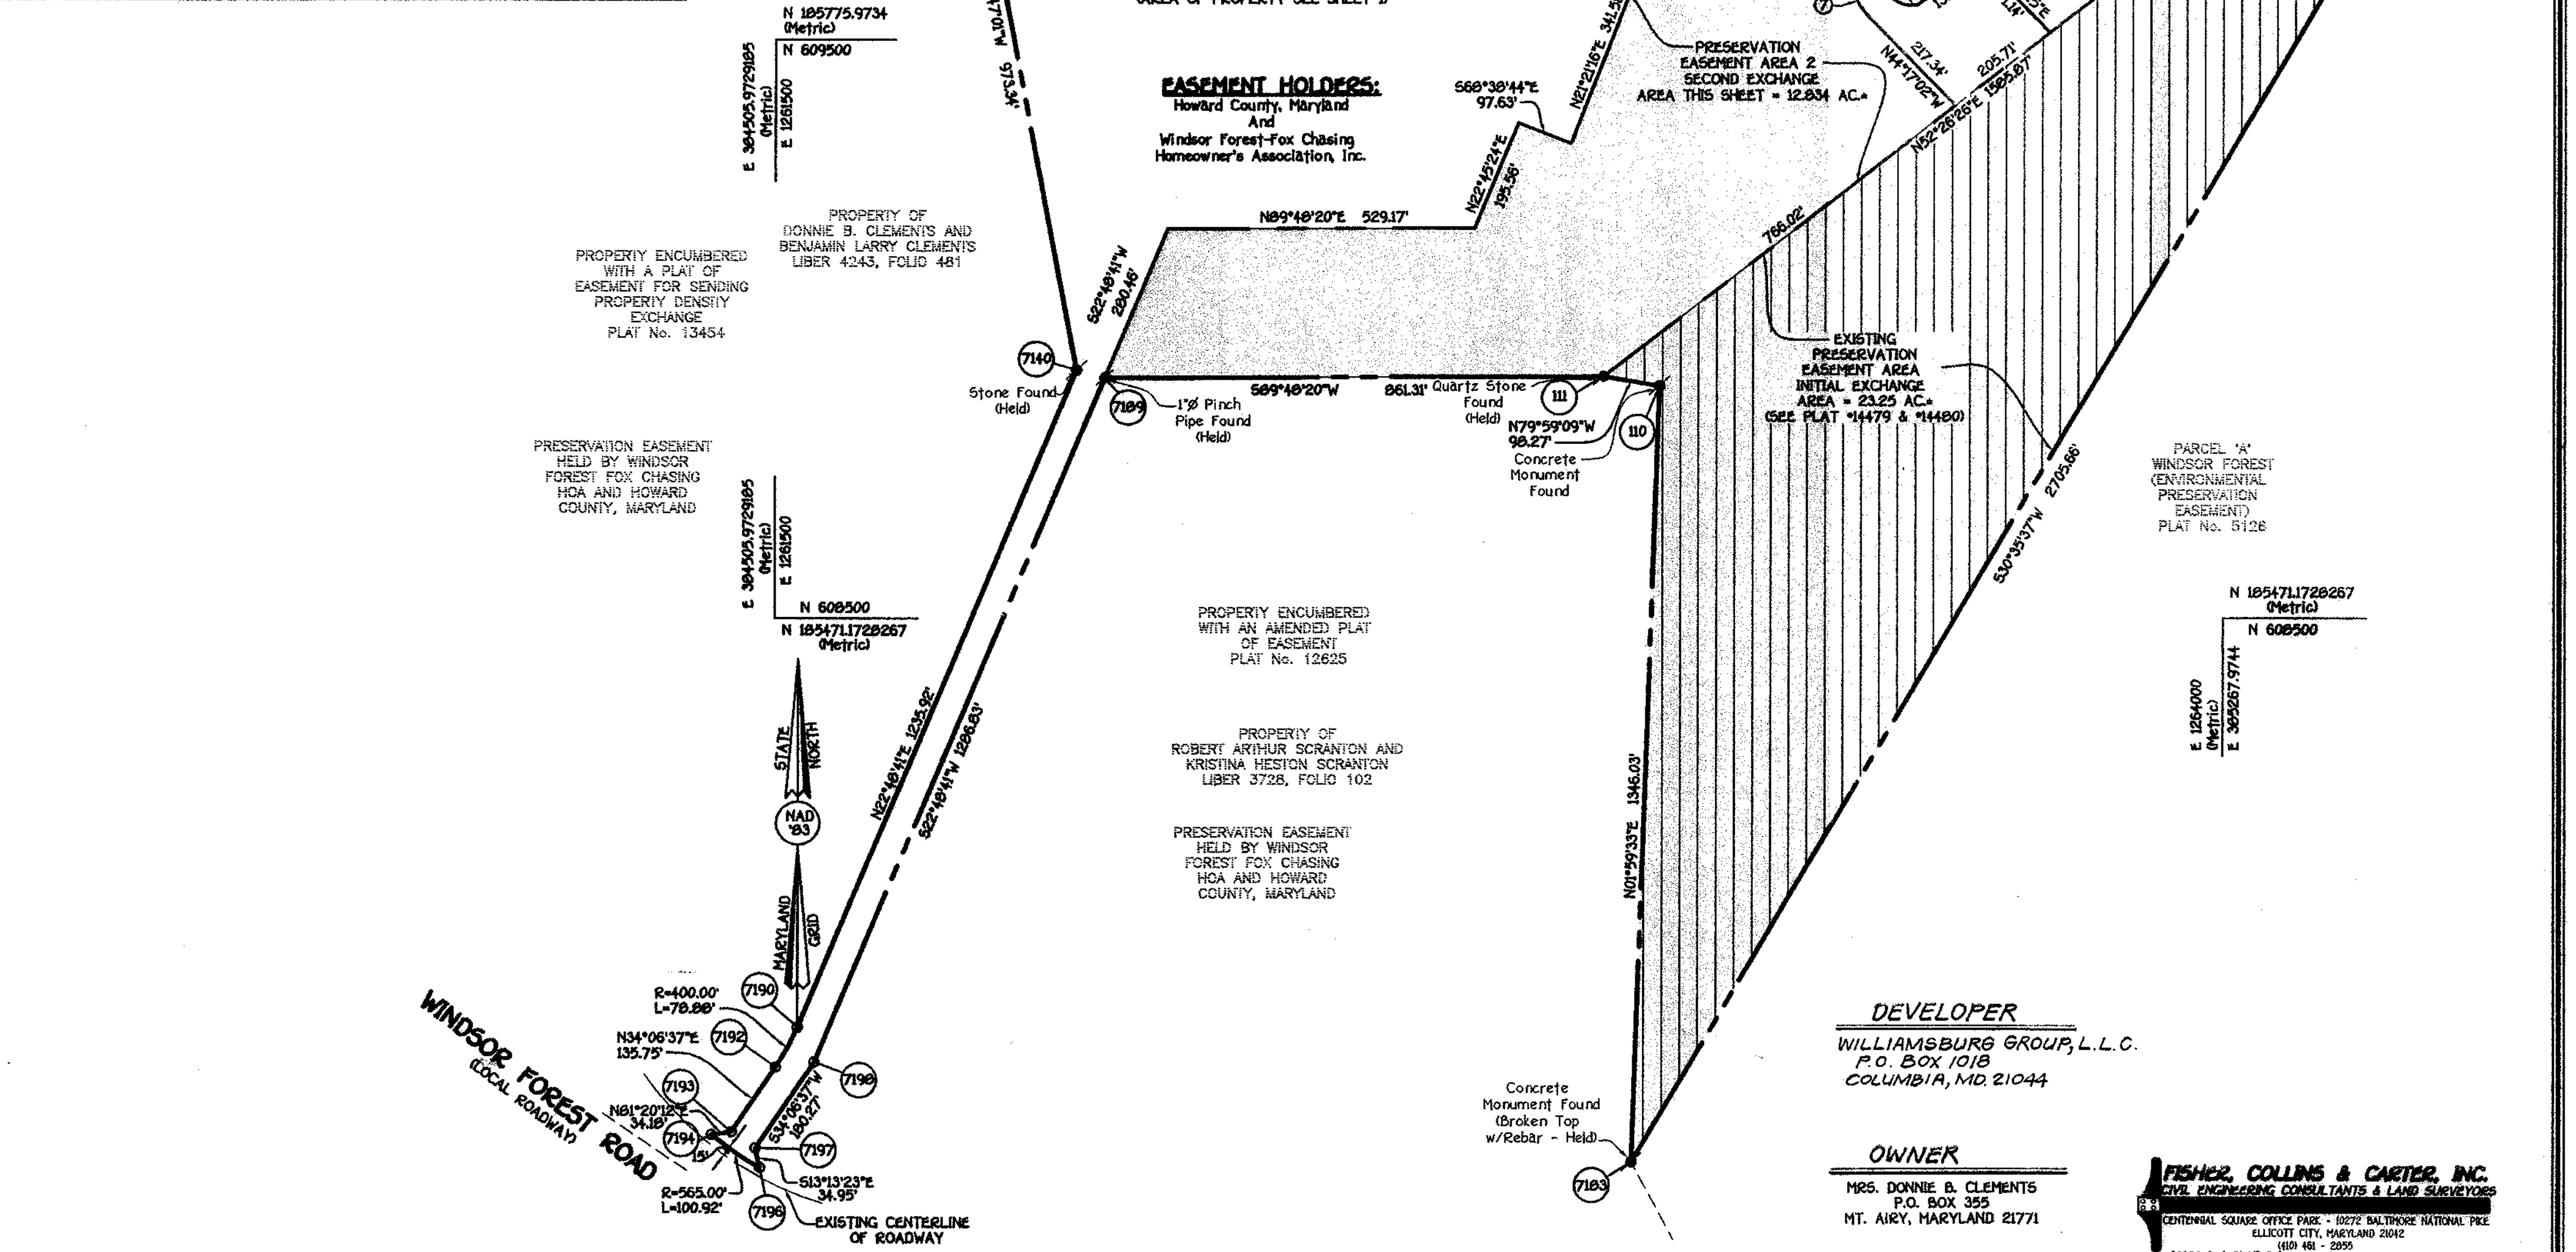 N 185775.9734
(Metric)
N 609500
E 384505.9729185
(Metric)
E 1261500
973.34'
EASEMENT HOLDERS:
Howard County, Maryland
And
Windsor Forest-Fox Chasing
Homeowner's Association, Inc.
S68°38'44"E
97.63'
N21°21'16"E
PRESERVATION
EASEMENT AREA 2
SECOND EXCHANGE
AREA THIS SHEET = 12.834 AC.±
217.34'
N44°17'02"W
205.71'
N52°26'26"E 1585.87'
N22°45'24"E
195.56'
N89°48'20"E 529.17'
766.02'
S22°48'41"W
280.46'
PROPERTY OF
DONNIE B. CLEMENTS AND
BENJAMIN LARRY CLEMENTS
LIBER 4243, FOLIO 481
PROPERTY ENCUMBERED
WITH A PLAT OF
EASEMENT FOR SENDING
PROPERTY DENSITY
EXCHANGE
PLAT No. 13454
7140
Stone Found
(Held)
7189
1"Ø Pinch
Pipe Found
(Held)
S89°48'20"W 861.31'
Quartz Stone
Found
(Held)
111
N79°59'09"W
98.27'
110
Concrete
Monument
Found
EXISTING
PRESERVATION
EASEMENT AREA
INITIAL EXCHANGE
AREA = 23.25 AC.±
(SEE PLAT #14479 & #14480)
PRESERVATION EASEMENT
HELD BY WINDSOR
FOREST FOX CHASING
HOA AND HOWARD
COUNTY, MARYLAND
E 384505.9729185
(Metric)
E 1261500
N 608500
N 185471.1728267
(Metric)
PARCEL 'A'
WINDSOR FOREST
(ENVIRONMENTAL
PRESERVATION
EASEMENT)
PLAT No. 5126
S30°35'37"W 2705.66'
N 185471.1728267
(Metric)
N 608500
E 1264000
(Metric)
E 385267.9744
PROPERTY ENCUMBERED
WITH AN AMENDED PLAT
OF EASEMENT
PLAT No. 12625
PROPERTY OF
ROBERT ARTHUR SCRANTON AND
KRISTINA HESTON SCRANTON
LIBER 3728, FOLIO 102
PRESERVATION EASEMENT
HELD BY WINDSOR
FOREST FOX CHASING
HOA AND HOWARD
COUNTY, MARYLAND
N22°48'41"E 1235.92'
S22°48'41"W 1286.83'
N01°59'33"E 1346.03'
STATE
NORTH
NAD
'83
MARYLAND
GRID
R=400.00'
L=78.88'
7190
N34°06'37"E
135.75'
7192
7193
N81°20'12"E
34.18'
7194
15'
S34°06'37"W
180.27'
7198
7197
S13°13'23"E
34.95'
R=565.00'
L=100.92'
7196
EXISTING CENTERLINE
OF ROADWAY
WINDSOR FOREST ROAD
(LOCAL ROADWAY)
Concrete
Monument Found
(Broken Top
w/Rebar - Held)
7183
DEVELOPER
WILLIAMSBURG GROUP, L.L.C.
P.O. BOX 1018
COLUMBIA, MD. 21044
OWNER
MRS. DONNIE B. CLEMENTS
P.O. BOX 355
MT. AIRY, MARYLAND 21771
FISHER, COLLINS & CARTER, INC.
CIVIL ENGINEERING CONSULTANTS & LAND SURVEYORS
CENTENNIAL SQUARE OFFICE PARK - 10272 BALTIMORE NATIONAL PIKE
ELLICOTT CITY, MARYLAND 21042
(410) 461 - 2855